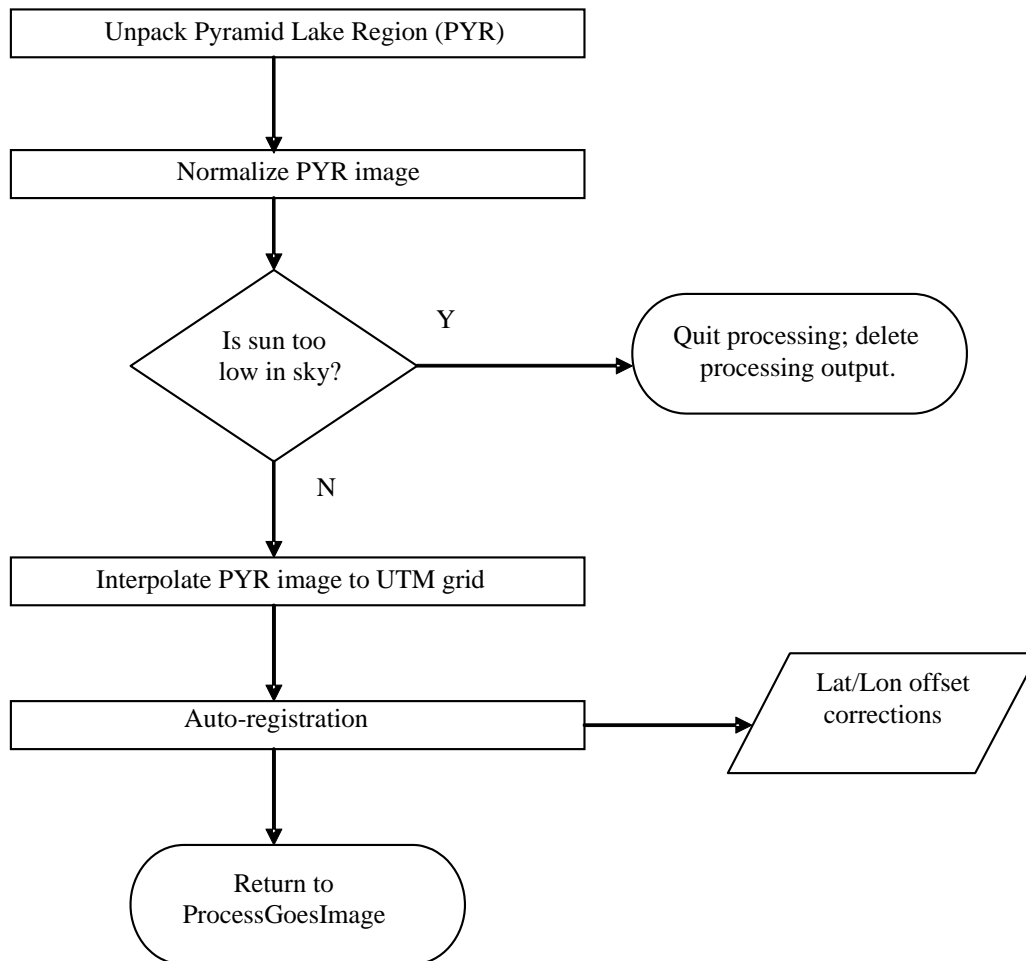 Unpack Pyramid Lake Region (PYR)
Normalize PYR image
Is sun too
low in sky?
Y
Quit processing; delete
processing output.
N
Interpolate PYR image to UTM grid
Auto-registration
Lat/Lon offset
corrections
Return to
ProcessGoesImage